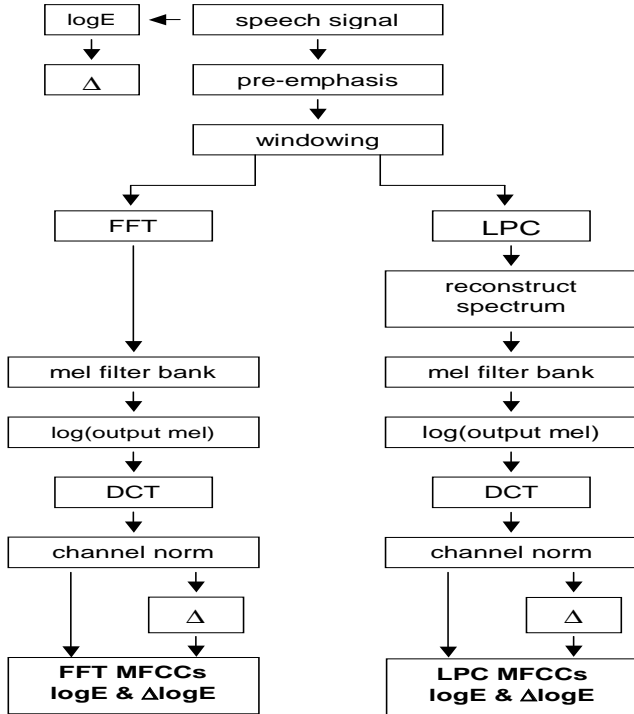 logE
speech signal
Δ
pre-emphasis
windowing
FFT
LPC
reconstruct
spectrum
mel filter bank
mel filter bank
log(output mel)
log(output mel)
DCT
DCT
channel norm
channel norm
Δ
Δ
FFT MFCCs
logE & ΔlogE
LPC MFCCs
logE & ΔlogE